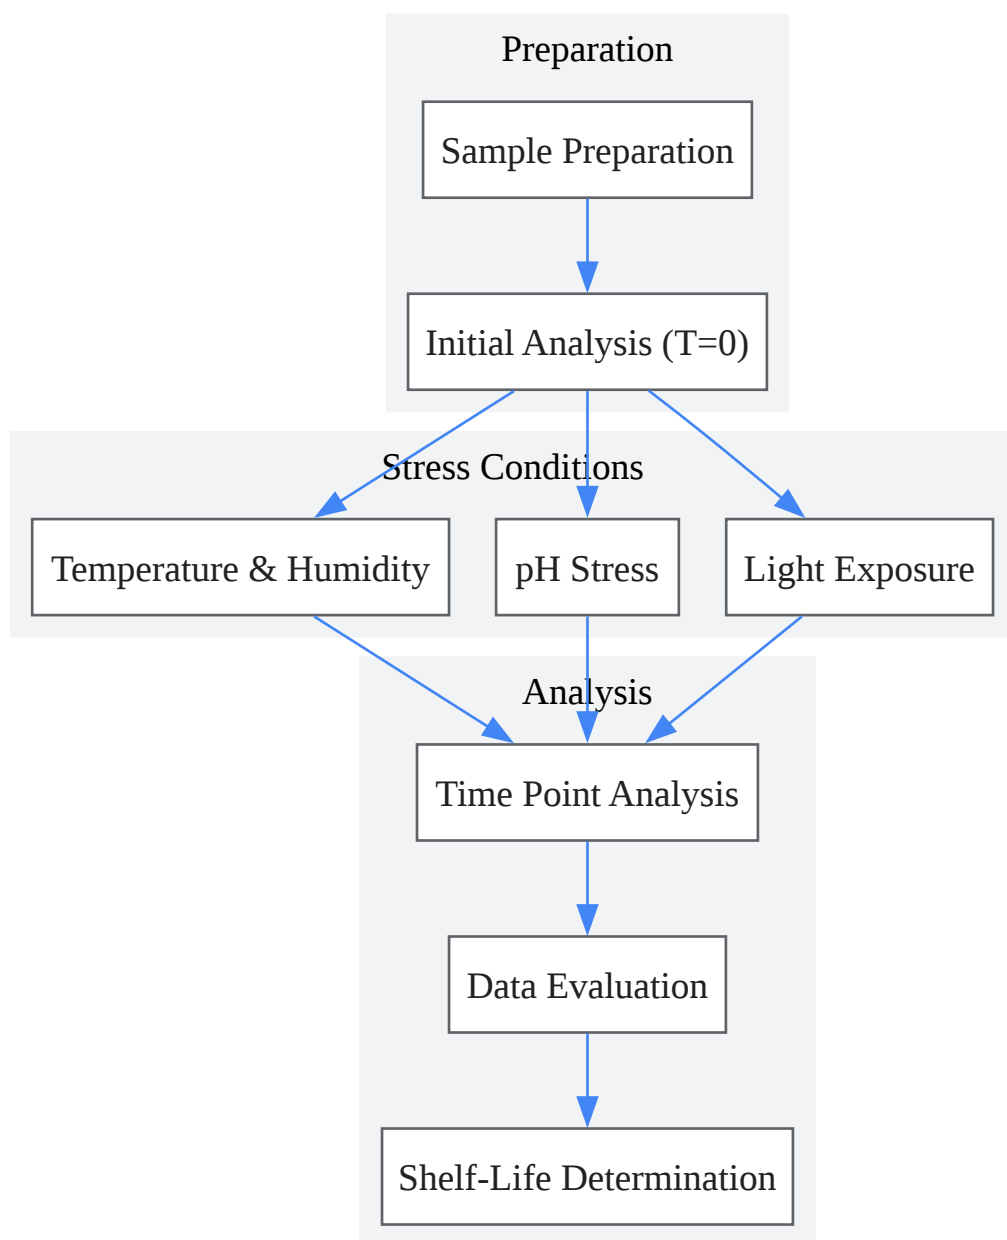 Preparation
Sample Preparation
Initial Analysis (T=0)
Stress Conditions
Temperature & Humidity
pH Stress
Light Exposure
Analysis
Time Point Analysis
Data Evaluation
Shelf-Life Determination